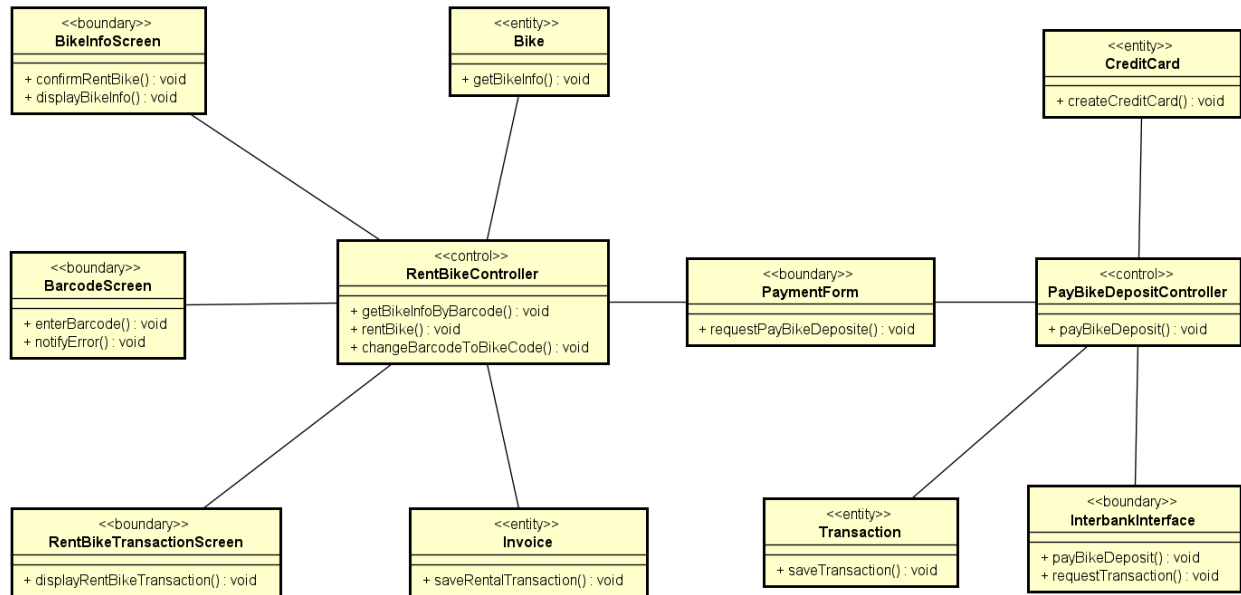 <<boundary>>
BikeInfoScreen
+ confirmRentBike() : void
+ displayBikeInfo() : void
<<entity>>
Bike
+ getBikeInfo() : void
<<entity>>
CreditCard
+ createCreditCard() : void
<<boundary>>
BarcodeScreen
+ enterBarcode() : void
+ notifyError() : void
<<control>>
RentBikeController
+ getBikeInfoByBarcode() : void
+ rentBike() : void
+ changeBarcodeToBikeCode() : void
<<boundary>>
PaymentForm
+ requestPayBikeDeposite() : void
<<control>>
PayBikeDepositController
+ payBikeDeposit() : void
<<boundary>>
RentBikeTransactionScreen
+ displayRentBikeTransaction() : void
<<entity>>
Invoice
+ saveRentalTransaction() : void
<<entity>>
Transaction
+ saveTransaction() : void
<<boundary>>
InterbankInterface
+ payBikeDeposit() : void
+ requestTransaction() : void